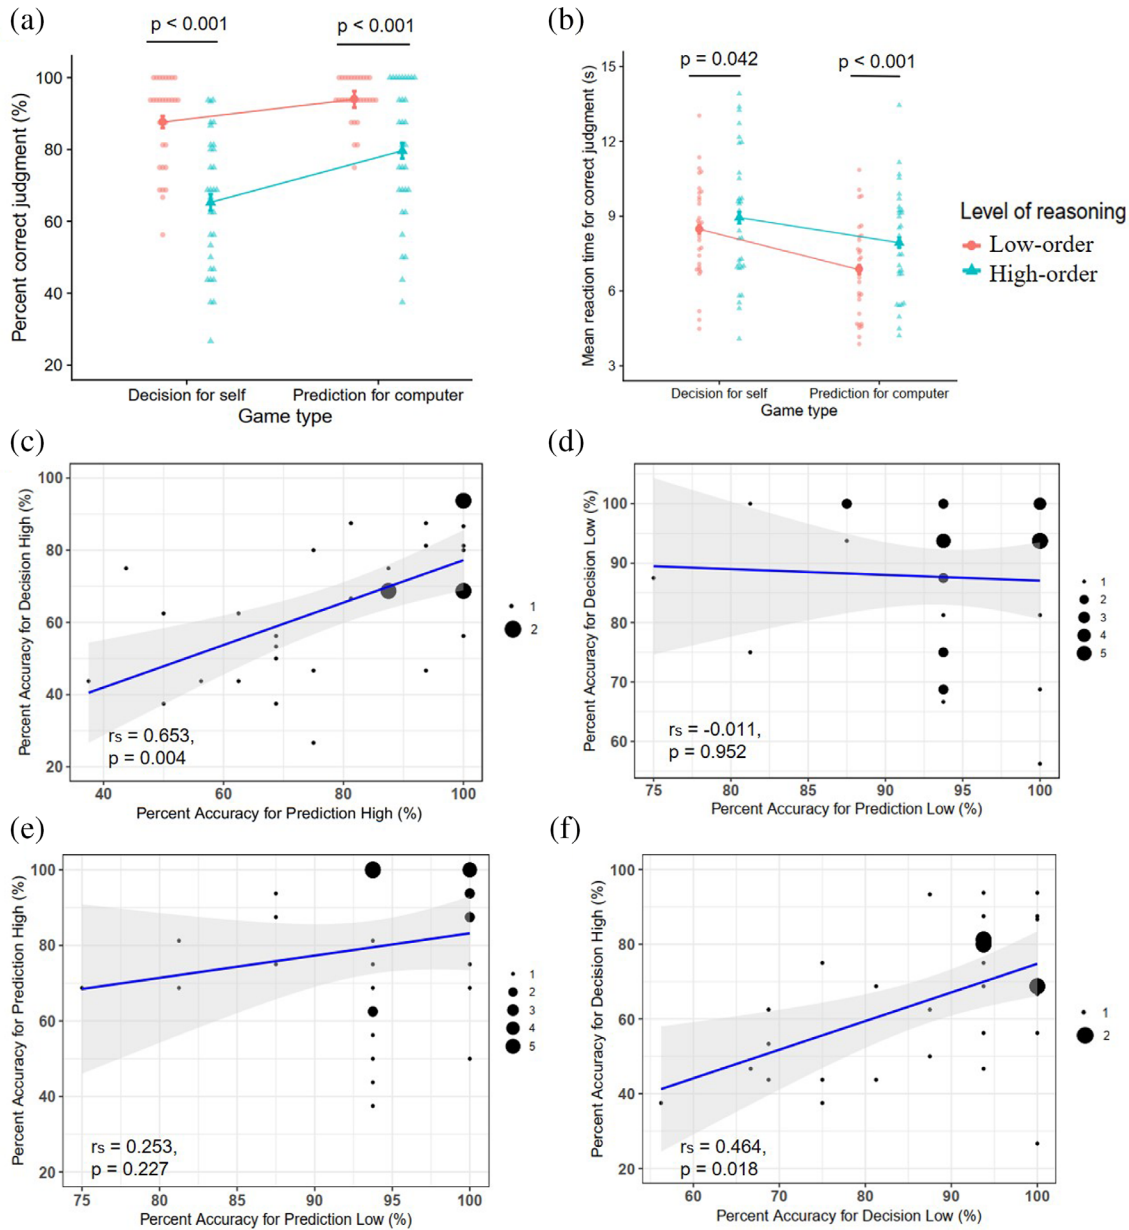 (a)
p < 0.001
p < 0.001
Percent correct judgment (%)
100
80
60
40
20
Decision for self
Prediction for computer
Game type
(b)
p = 0.042
p < 0.001
Mean reaction time for correct judgment (s)
15
12
9
6
3
Decision for self
Prediction for computer
Game type
Level of reasoning
Low-order
High-order
(c)
Percent Accuracy for Decision High (%)
100
80
60
40
20
rs = 0.653,
p = 0.004
40
60
80
100
Percent Accuracy for Prediction High (%)
1
2
(d)
Percent Accuracy for Decision Low (%)
100
90
80
70
60
rs = -0.011,
p = 0.952
75
80
85
90
95
100
Percent Accuracy for Prediction Low (%)
1
2
3
4
5
(e)
Percent Accuracy for Prediction High (%)
100
80
60
40
20
rs = 0.253,
p = 0.227
75
80
85
90
95
100
Percent Accuracy for Prediction Low (%)
1
2
3
4
5
(f)
Percent Accuracy for Decision High (%)
100
80
60
40
20
rs = 0.464,
p = 0.018
60
70
80
90
100
Percent Accuracy for Decision Low (%)
1
2